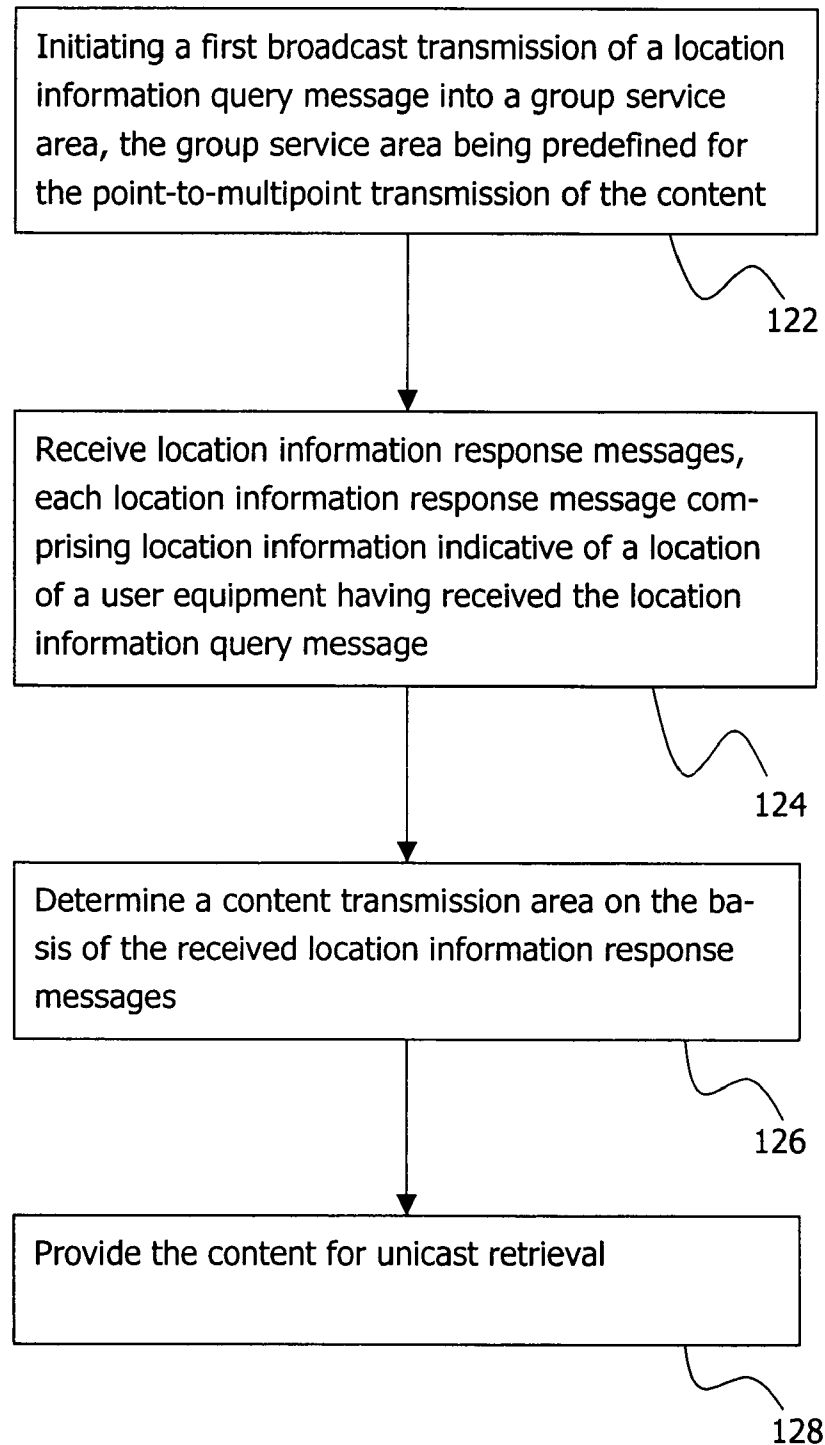 Initiating a first broadcast transmission of a location
information query message into a group service
area, the group service area being predefined for
the point-to-multipoint transmission of the content
122
Receive location information response messages,
each location information response message com-
prising location information indicative of a location
of a user equipment having received the location
information query message
124
Determine a content transmission area on the ba-
sis of the received location information response
messages
126
Provide the content for unicast retrieval
128